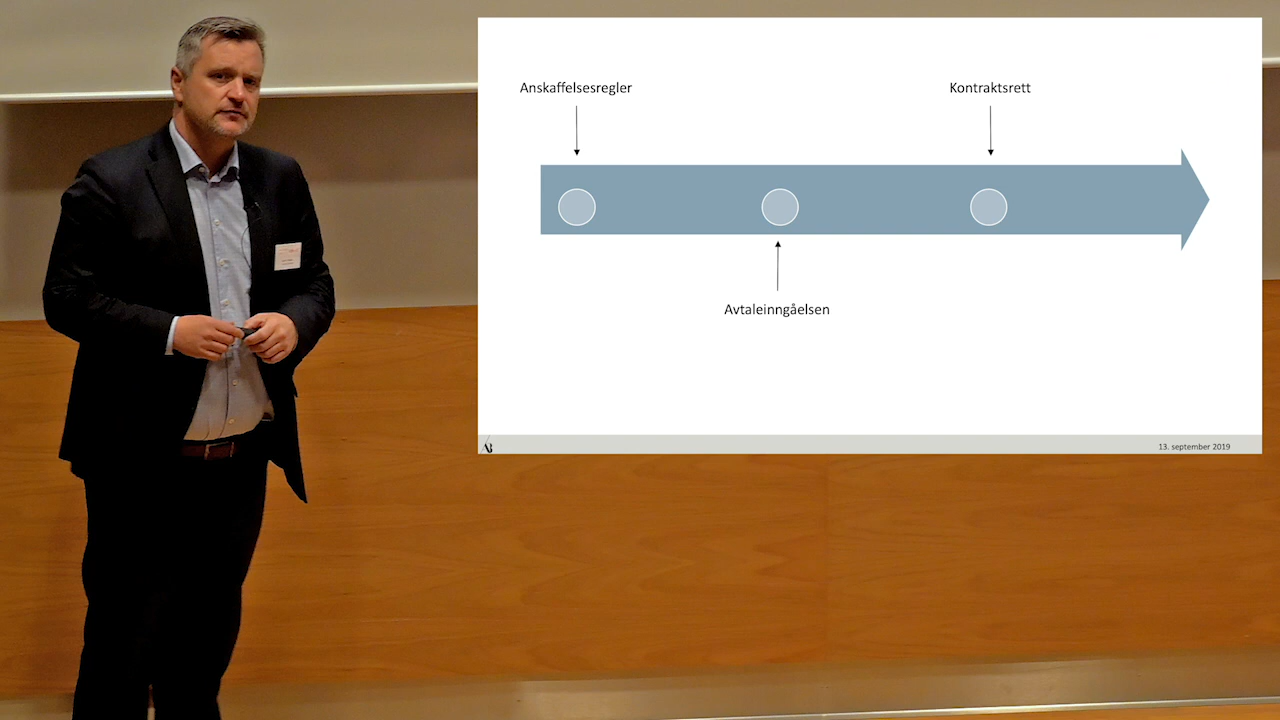 Anskaffelsesregler
Kontraktsrett
Avtaleinngåelsen
13. september 2019